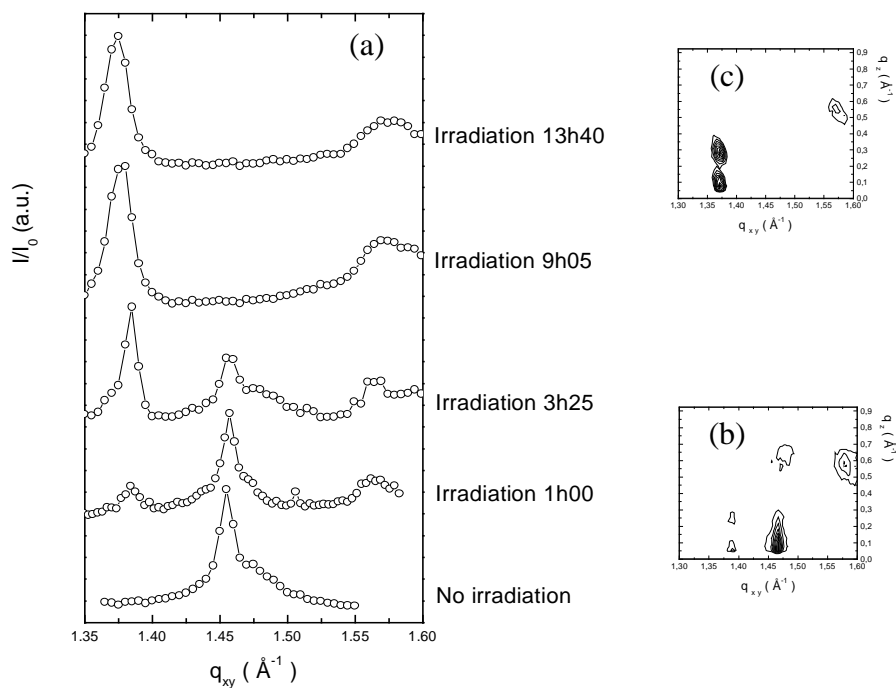 (a)
I/I0 (a.u.)
Irradiation 13h40
Irradiation 9h05
Irradiation 3h25
Irradiation 1h00
No irradiation
1.35 1.40 1.45 1.50 1.55 1.60
qxy ( Å-1)
(c)
0,9
0,8
0,7
0,6
0,5
0,4
0,3
0,2
0,1
0,0
q z (Å-1)
1,30 1,35 1,40 1,45 1,50 1,55 1,60
q xy ( Å-1)
(b)
0,9
0,8
0,7
0,6
0,5
0,4
0,3
0,2
0,1
0,0
q z (Å-1)
1,30 1,35 1,40 1,45 1,50 1,55 1,60
q xy ( Å-1)